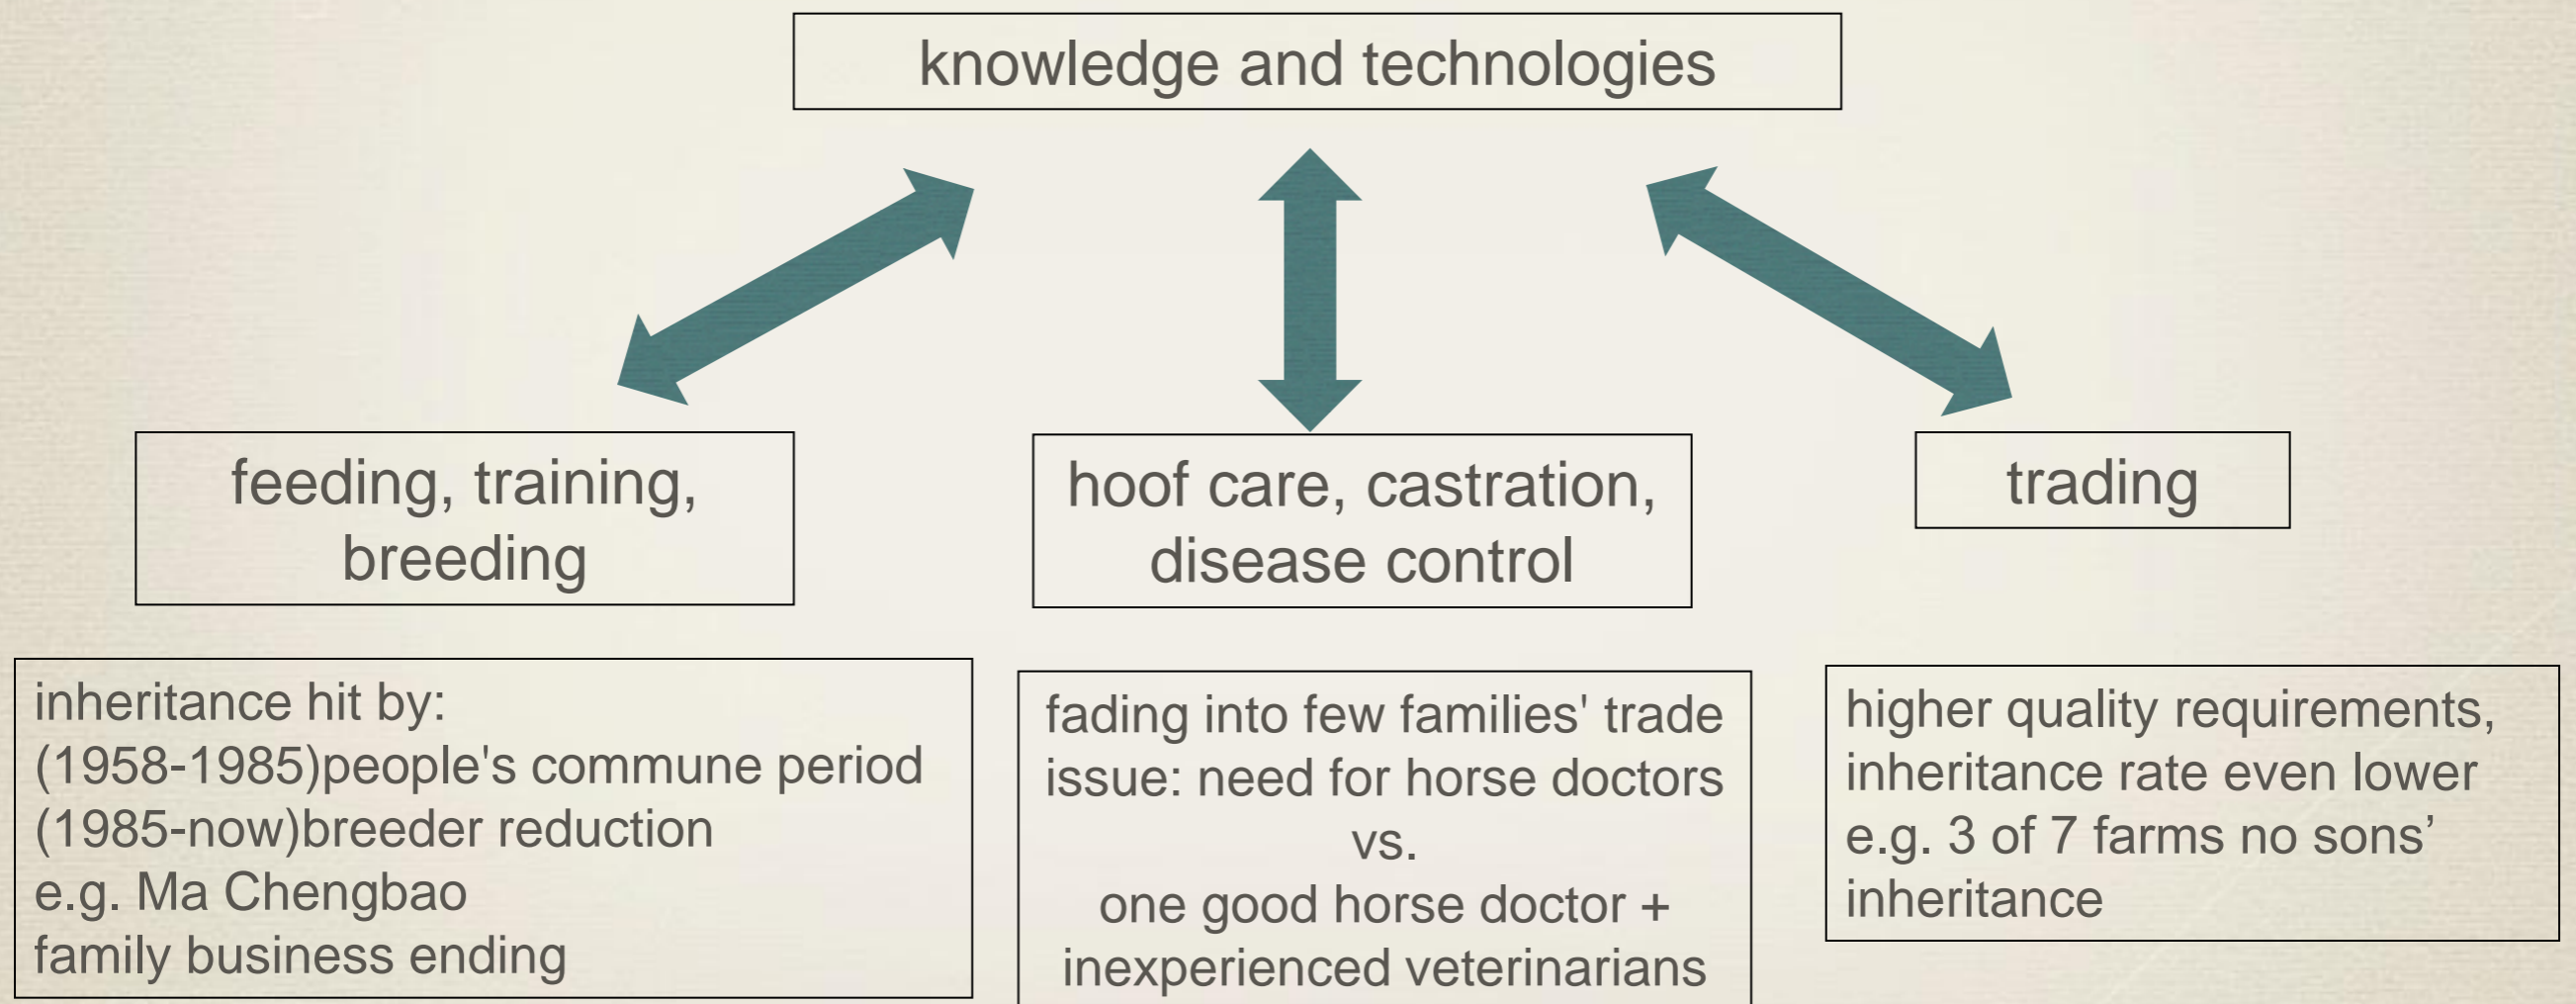 knowledge and technologies
feeding, training,
breeding
hoof care, castration,
disease control
trading
inheritance hit by:
(1958-1985)people's commune period
(1985-now)breeder reduction
e.g. Ma Chengbao
family business ending
fading into few families' trade
issue: need for horse doctors
vs.
one good horse doctor +
inexperienced veterinarians
higher quality requirements,
inheritance rate even lower
e.g. 3 of 7 farms no sons’
inheritance